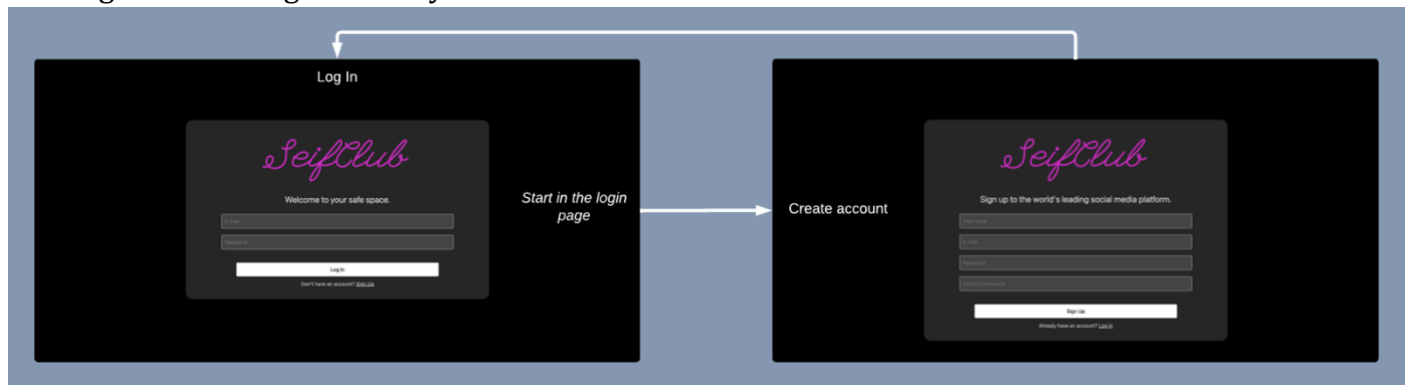 Log In
SeifClub
Welcome to your safe space.
E-mail
Password
Log In
Don't have an account? Sign Up
Start in the login
page
Create account
SeifClub
Sign up to the world's leading social media platform.
Username
E-mail
Password
Confirm Password
Sign Up
Already have an account? Log In